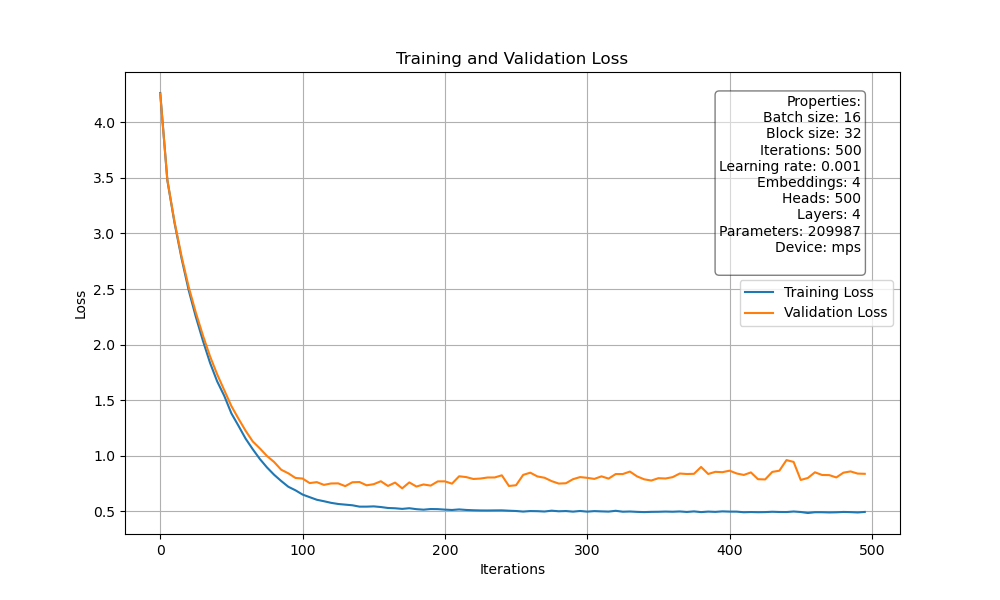 Training and Validation Loss
Properties:
Batch size: 16
Block size: 32
Iterations: 500
Learning rate: 0.001
Embeddings: 4
Heads: 500
Layers: 4
Parameters: 209987
Device: mps
Training Loss
Validation Loss
Loss
4.0
3.5
3.0
2.5
2.0
1.5
1.0
0.5
0 100 200 300 400 500
Iterations